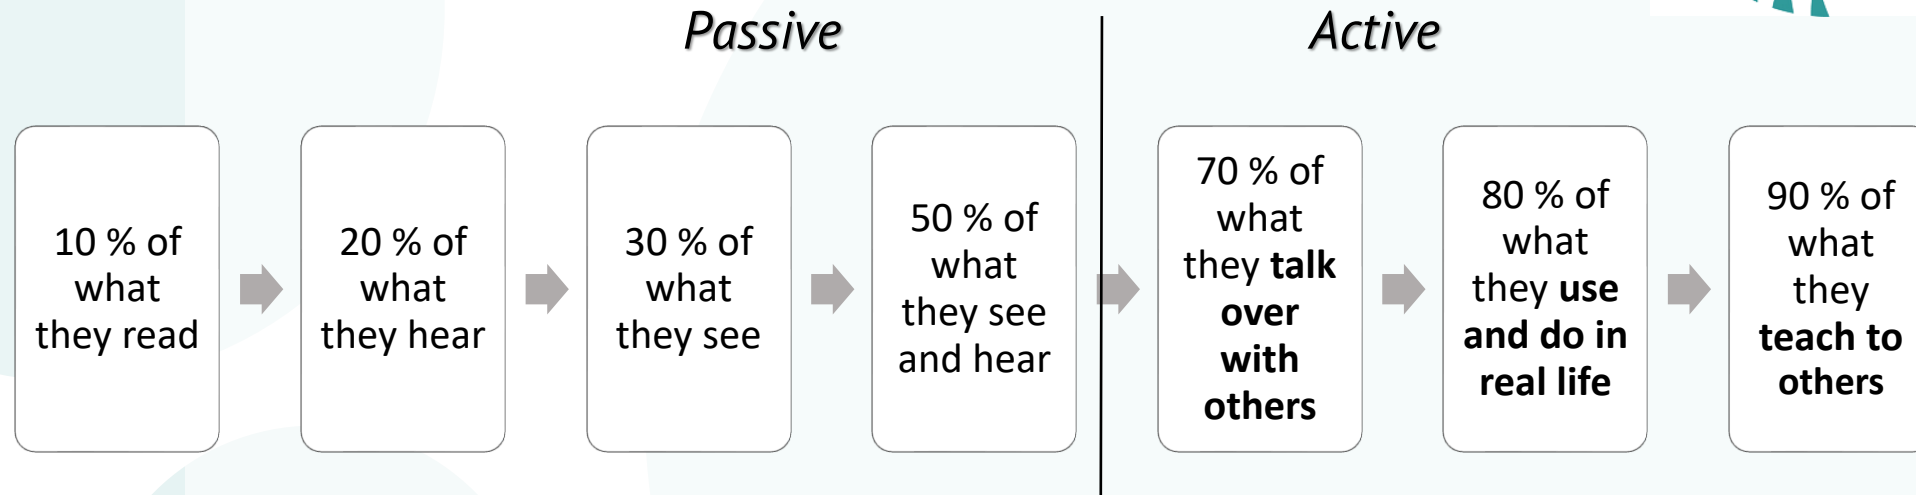 Passive
Active
10 % of
what
they read
20 % of
what
they hear
30 % of
what
they see
50 % of
what
they see
and hear
70 % of
what
they talk
over
with
others
80 % of
what
they use
and do in
real life
90 % of
what
they
teach to
others